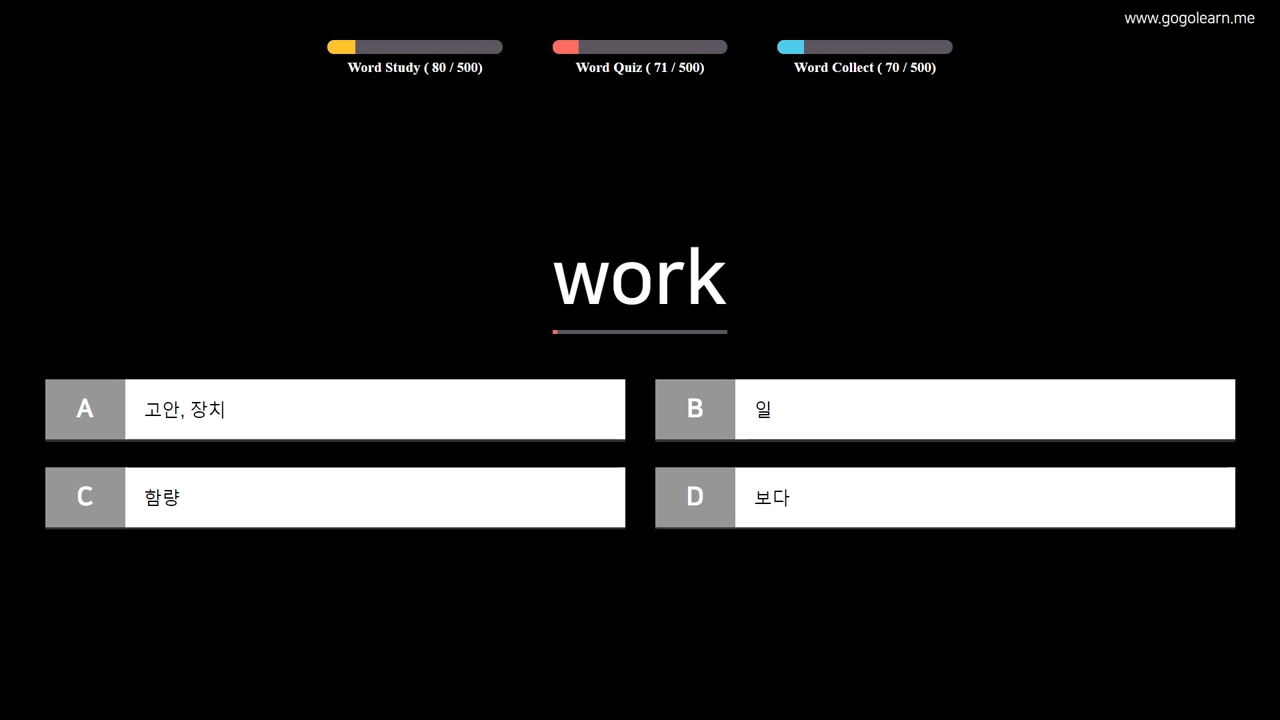 www.gogolearn.me
Word Study ( 80 / 500)
Word Quiz ( 71 / 500)
Word Collect ( 70 / 500)
work
A 고안, 장치
B 일
C 함량
D 보다